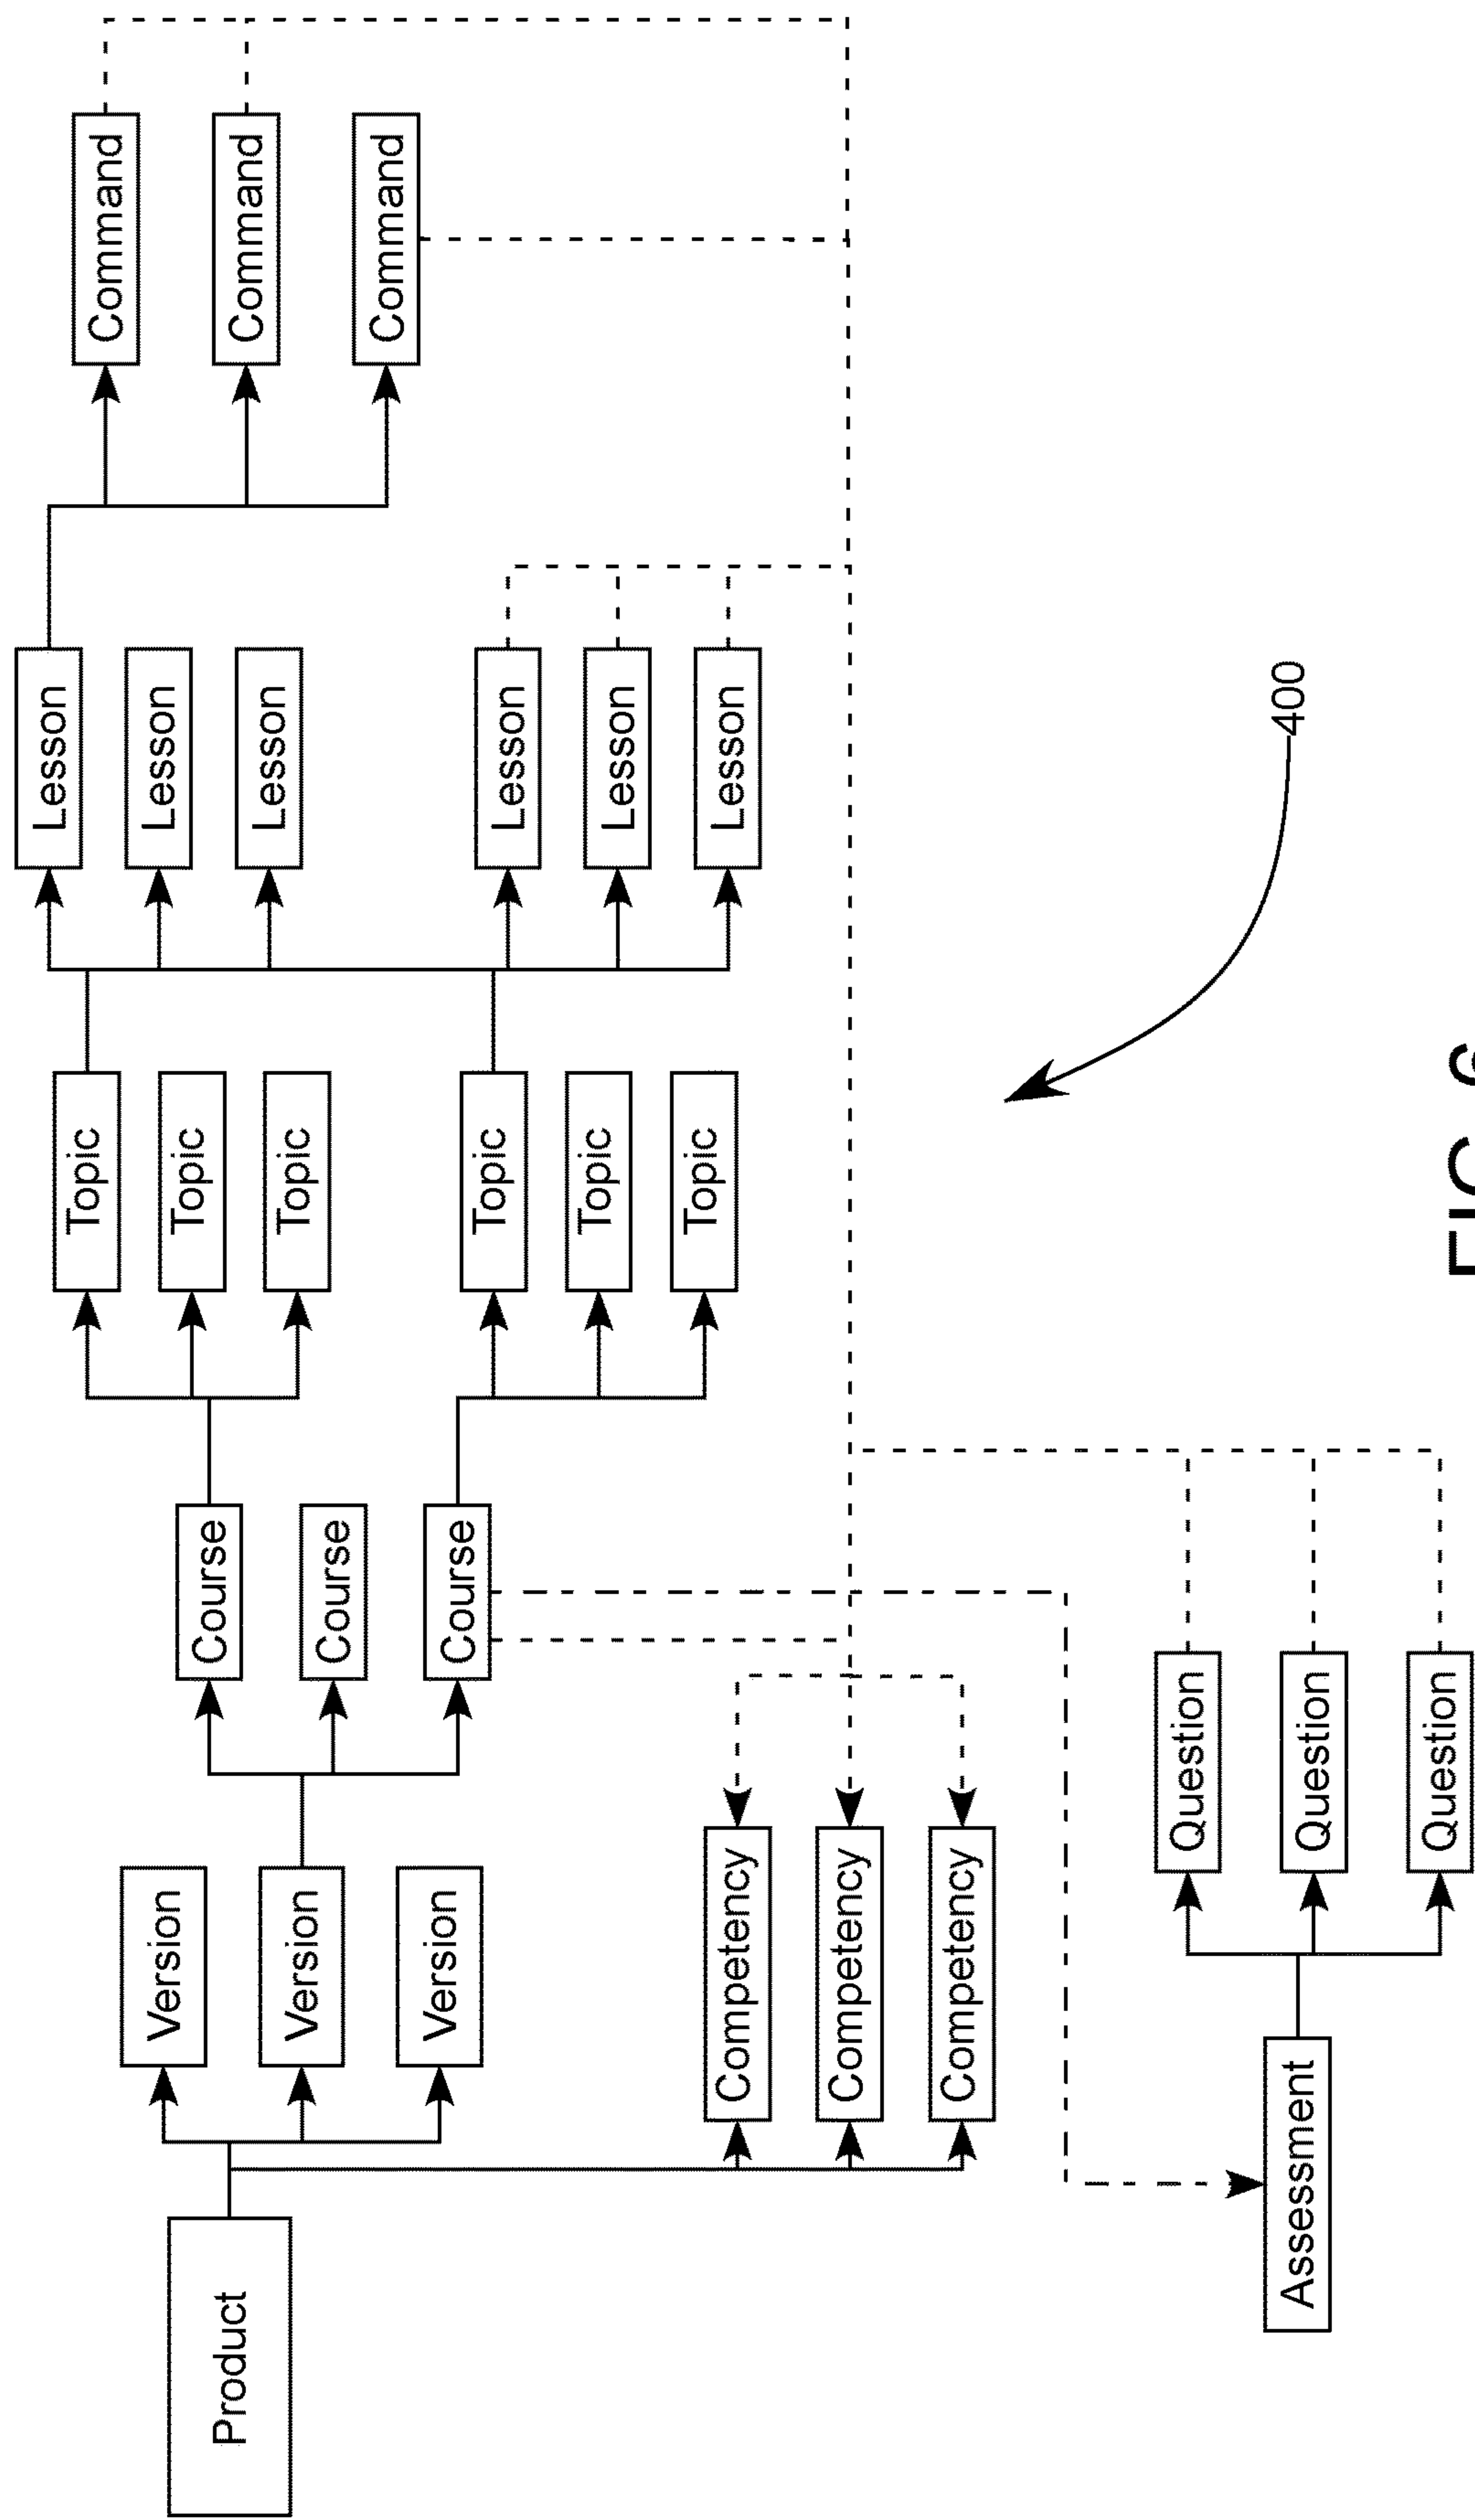 Product
Version
Version
Version
Course
Course
Course
Topic
Topic
Topic
Topic
Topic
Topic
Lesson
Lesson
Lesson
Lesson
Lesson
Lesson
Command
Command
Command
Competency
Competency
Competency
Assessment
Question
Question
Question
400